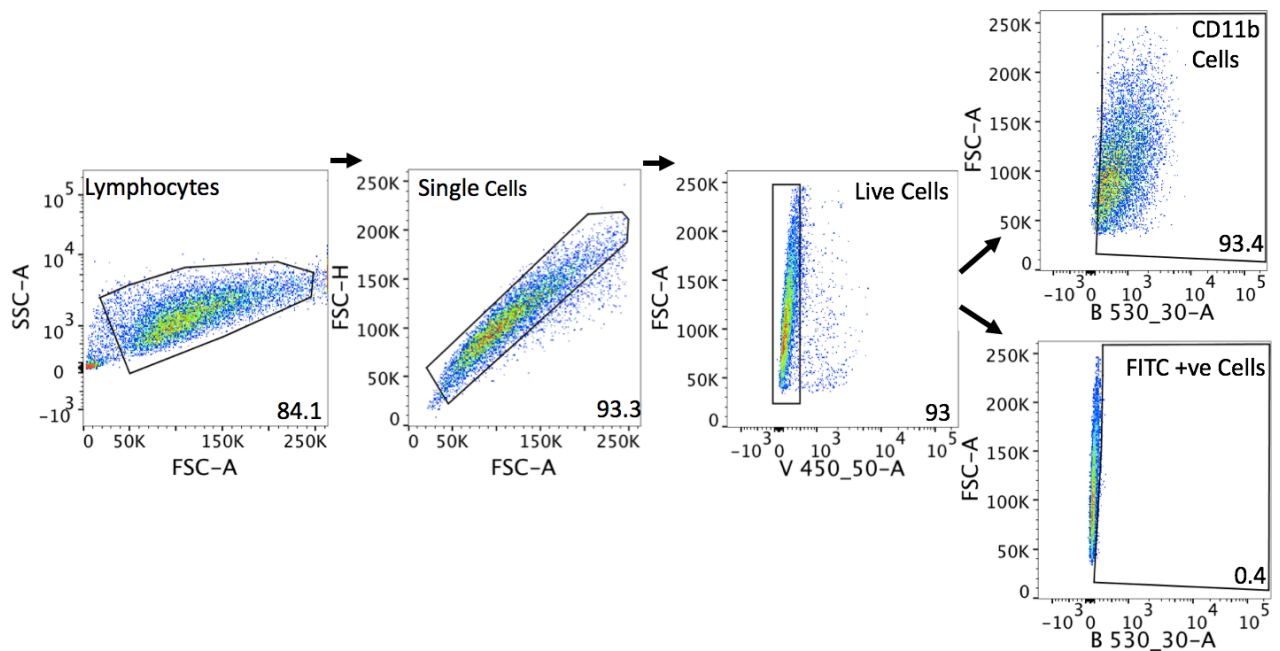 Lymphocytes
SSC-A
10^5
10^4
10^3
0
-10^3
84.1
0 50K 150K 250K
FSC-A
Single Cells
FSC-H
250K
200K
150K
100K
50K
0
93.3
50K 150K 250K
FSC-A
Live Cells
FSC-A
250K
200K
150K
100K
50K
0
93
-10^3 0 10^3 10^4 10^5
V 450_50-A
CD11b
Cells
FSC-A
250K
200K
150K
100K
50K
0
93.4
-10^3 0 10^3 10^4 10^5
B 530_30-A
FITC +ve Cells
FSC-A
250K
200K
150K
100K
50K
0
0.4
-10^3 0 10^3 10^4 10^5
B 530_30-A